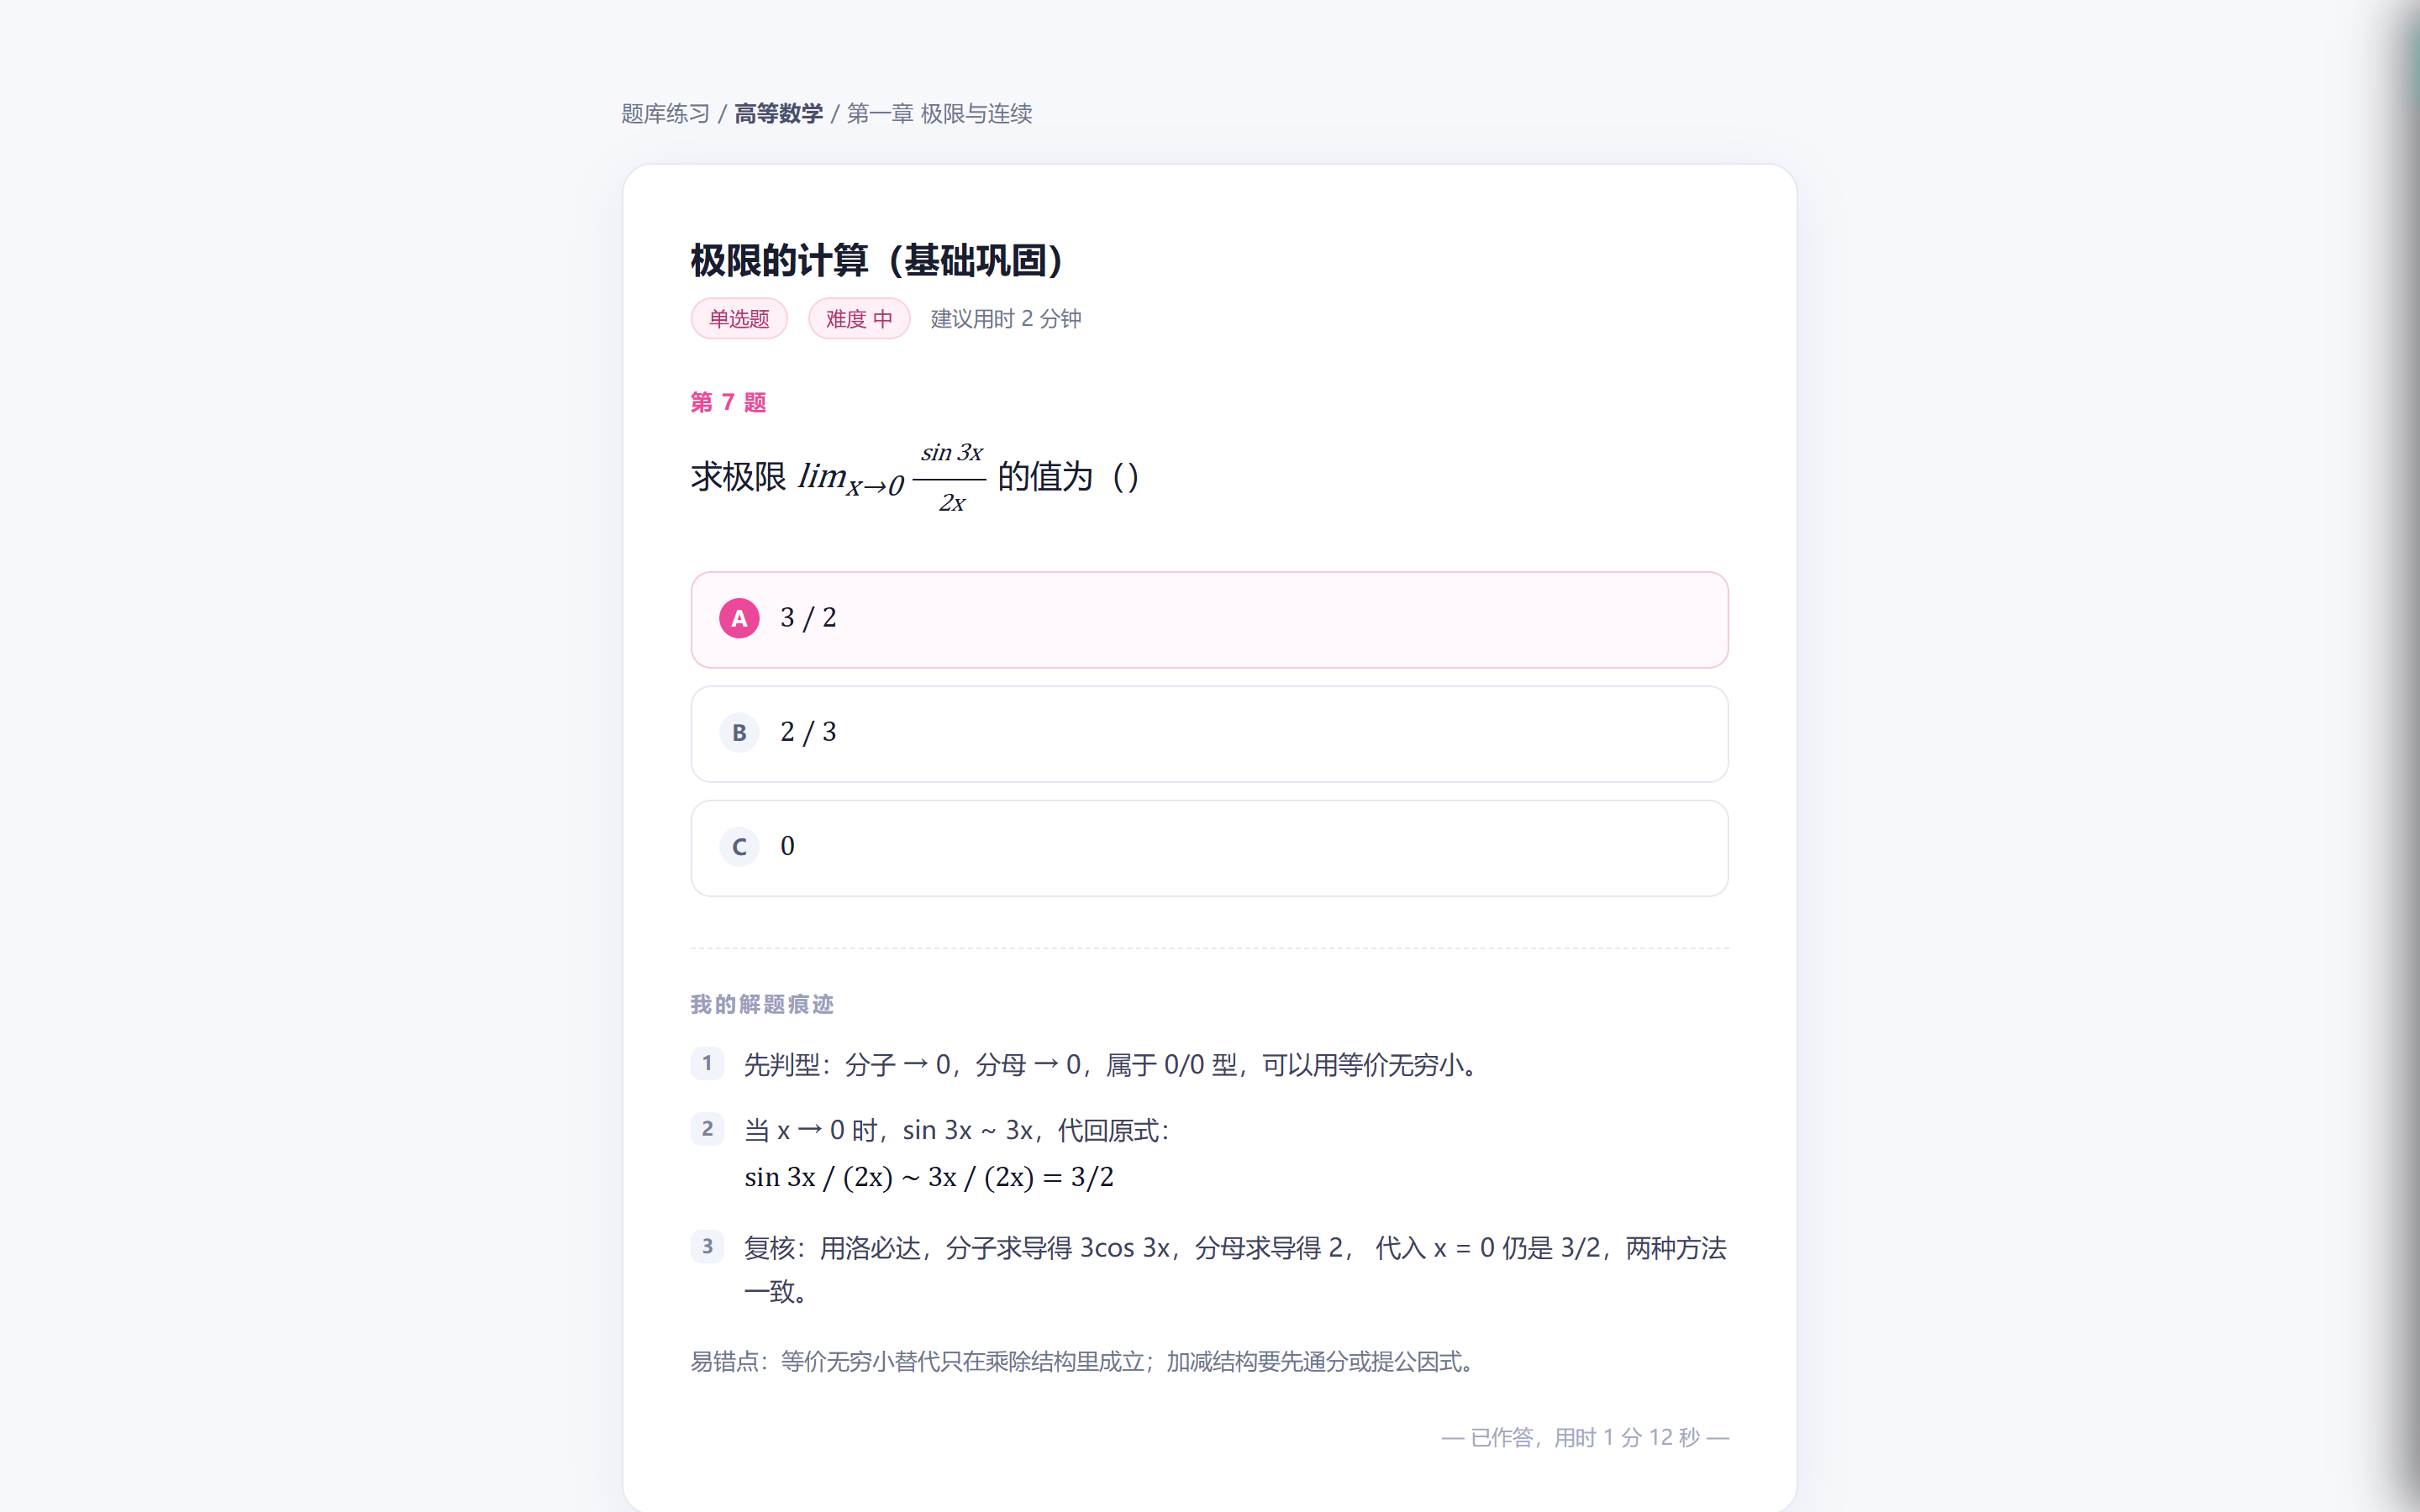 题库练习 / 高等数学 / 第一章 极限与连续
极限的计算（基础巩固）
单选题 难度 中 建议用时 2 分钟
第 7 题
求极限 lim x→0 sin 3x / 2x 的值为（）
A 3 / 2
B 2 / 3
C 0
我的解题痕迹
1 先判型：分子 → 0，分母 → 0，属于 0/0 型，可以用等价无穷小。
2 当 x → 0 时，sin 3x ~ 3x，代回原式：
sin 3x / (2x) ~ 3x / (2x) = 3/2
3 复核：用洛必达，分子求导得 3cos 3x，分母求导得 2， 代入 x = 0 仍是 3/2，两种方法
一致。
易错点：等价无穷小替代只在乘除结构里成立；加减结构要先通分或提公因式。
— 已作答，用时 1 分 12 秒 —